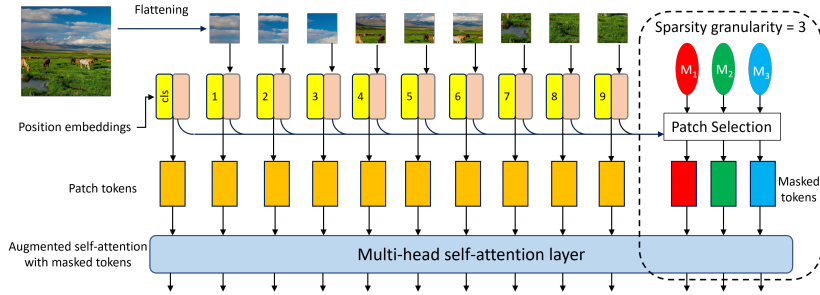 Flattening
Sparsity granularity = 3
M1 M2 M3
cls 1 2 3 4 5 6 7 8 9
Position embeddings
Patch Selection
Patch tokens
Masked
tokens
Augmented self-attention
with masked tokens
Multi-head self-attention layer